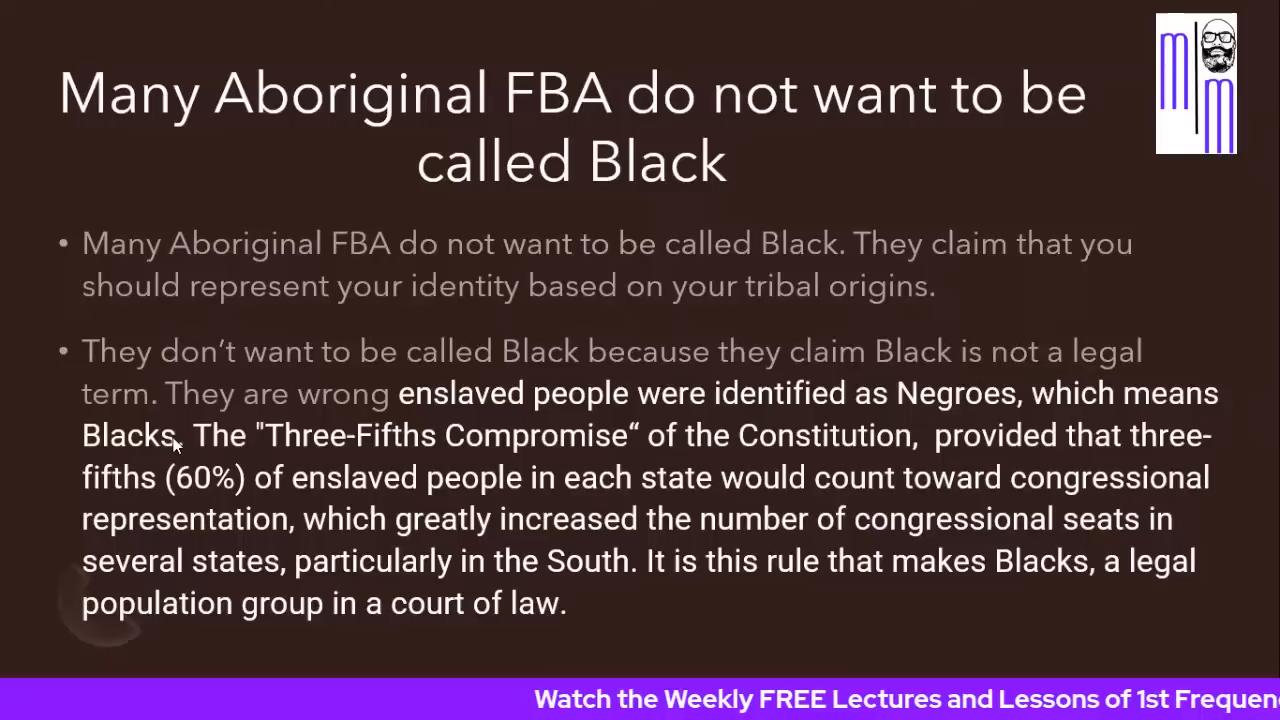 Many Aboriginal FBA do not want to be
called Black
• Many Aboriginal FBA do not want to be called Black. They claim that you
should represent your identity based on your tribal origins.
• They don’t want to be called Black because they claim Black is not a legal
term. They are wrong enslaved people were identified as Negroes, which means
Blacks. The "Three-Fifths Compromise“ of the Constitution, provided that three-
fifths (60%) of enslaved people in each state would count toward congressional
representation, which greatly increased the number of congressional seats in
several states, particularly in the South. It is this rule that makes Blacks, a legal
population group in a court of law.
Watch the Weekly FREE Lectures and Lessons of 1st Frequen